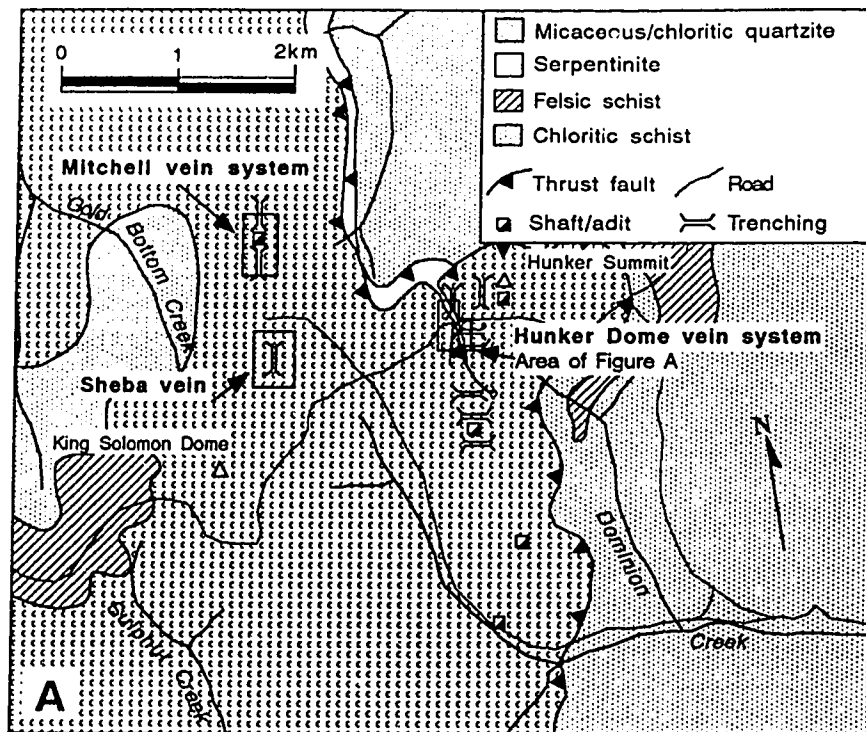 0 1 2km
Micaceous/chloritic quartzite
Serpentinite
Felsic schist
Chloritic schist
Thrust fault
Road
Shaft/adit
Trenching
Mitchell vein system
Gold
Bottom
Creek
Hunker Summit
Hunker Dome vein system
Area of Figure A
Sheba vein
King Solomon Dome
N
Dominion
Creek
Sulphur Creek
A